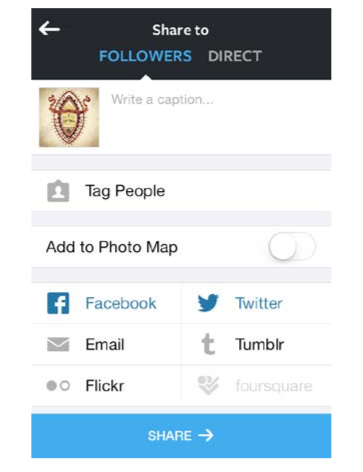 Share to
FOLLOWERS DIRECT
Write a caption...
Tag People
Add to Photo Map
Facebook Twitter
Email Tumblr
Flickr foursquare
SHARE →